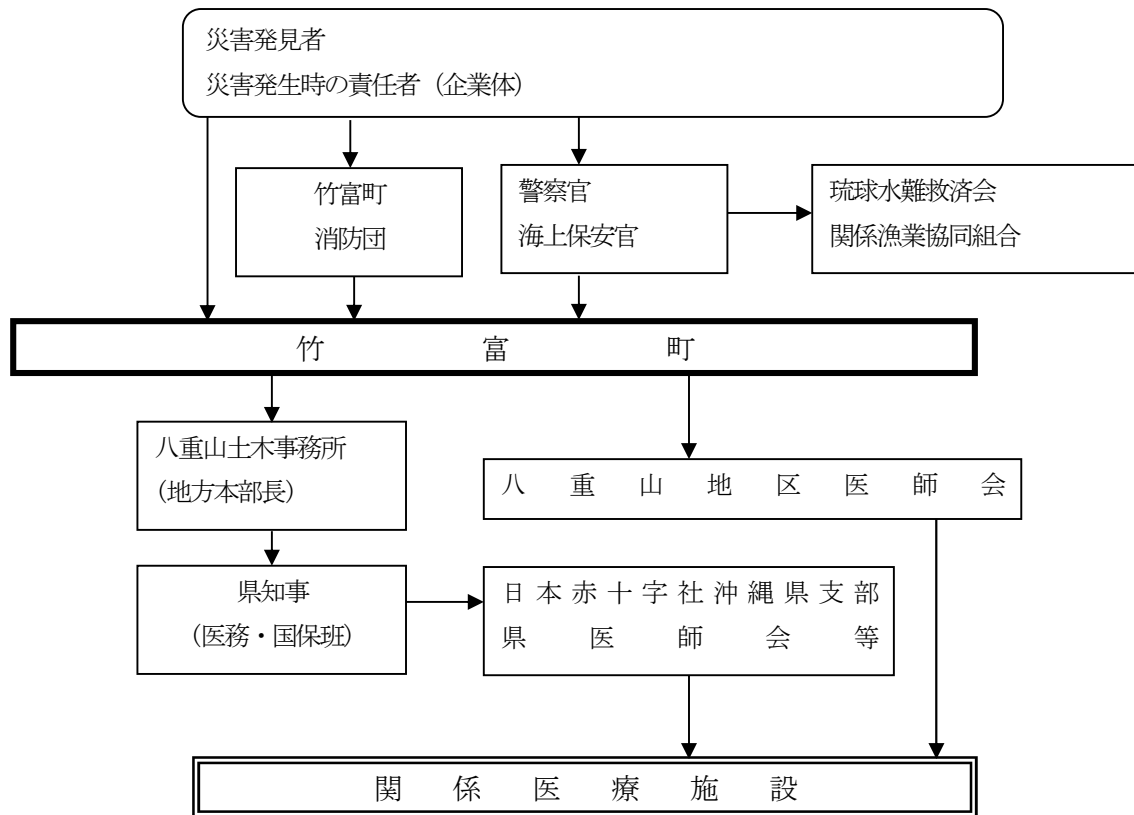 災害発見者
災害発生時の責任者（企業体）
竹富町
消防団
警察官
海上保安官
琉球水難救済会
関係漁業協同組合
竹富町
八重山土木事務所
（地方本部長）
八重山地区医師会
県知事
（医務・国保班）
日本赤十字社沖縄県支部
県医師会等
関係医療施設